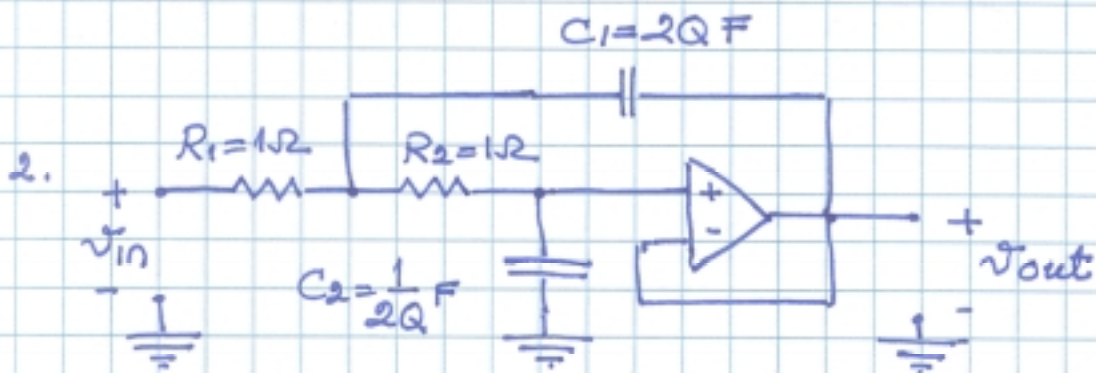 C₁=2Q F
R₁=1Ω
R₂=1Ω
2.
+
+
-
+
Vin
Vout
-
C₂=1/2Q F
-